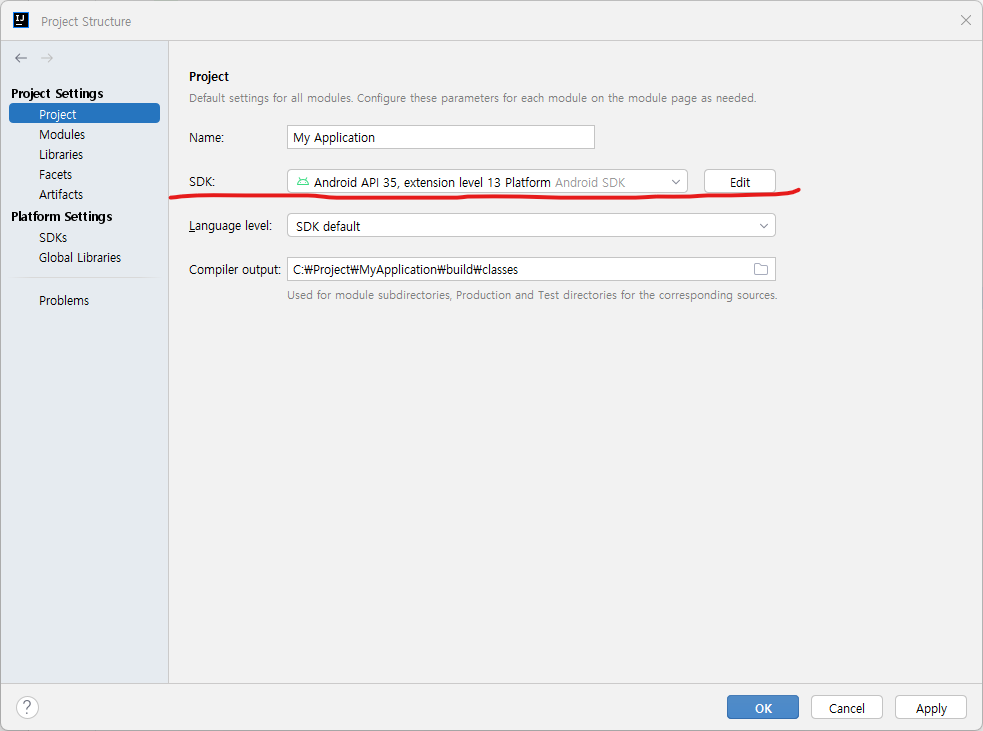 IJ
Project Structure
Project Settings
Project
Modules
Libraries
Facets
Artifacts
Platform Settings
SDKs
Global Libraries
Problems
Project
Default settings for all modules. Configure these parameters for each module on the module page as needed.
Name: My Application
SDK: Android API 35, extension level 13 Platform Android SDK Edit
Language level: SDK default
Compiler output: C:₩Project₩MyApplication₩build₩classes
Used for module subdirectories, Production and Test directories for the corresponding sources.
? OK Cancel Apply